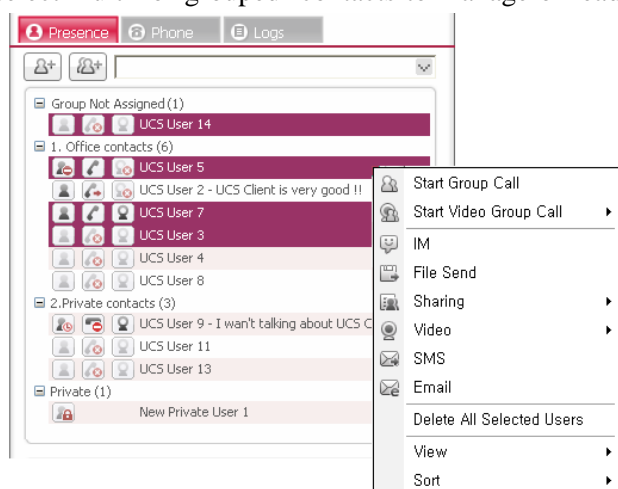 Presence Phone Logs
Group Not Assigned (1)
UCS User 14
1. Office contacts (6)
UCS User 5
UCS User 2 - UCS Client is very good !!
UCS User 7
UCS User 3
UCS User 4
UCS User 8
2.Private contacts (3)
UCS User 9 - I wan't talking about UCS C
UCS User 11
UCS User 13
Private (1)
New Private User 1
Start Group Call
Start Video Group Call
IM
File Send
Sharing
Video
SMS
Email
Delete All Selected Users
View
Sort